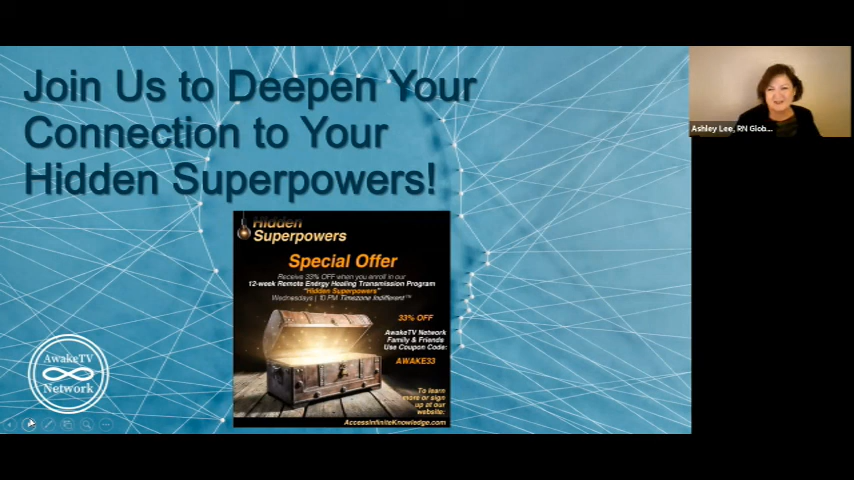 Join Us to Deepen Your
Connection to Your
Hidden Superpowers!
Ashley Lee, RN Glob...
Hidden
Superpowers
Special Offer
Receive 33% OFF when you enroll in our
12-week Remote Energy Healing Transmission Program
"Hidden Superpowers"
Wednesdays | 10 PM Timezone Indifferent™
33% OFF
AwakeTV Network
Family & Friends
Use Coupon Code:
AWAKE33
To learn
more or sign
up at our
website:
AccessInfiniteKnowledge.com
AwakeTV
Network